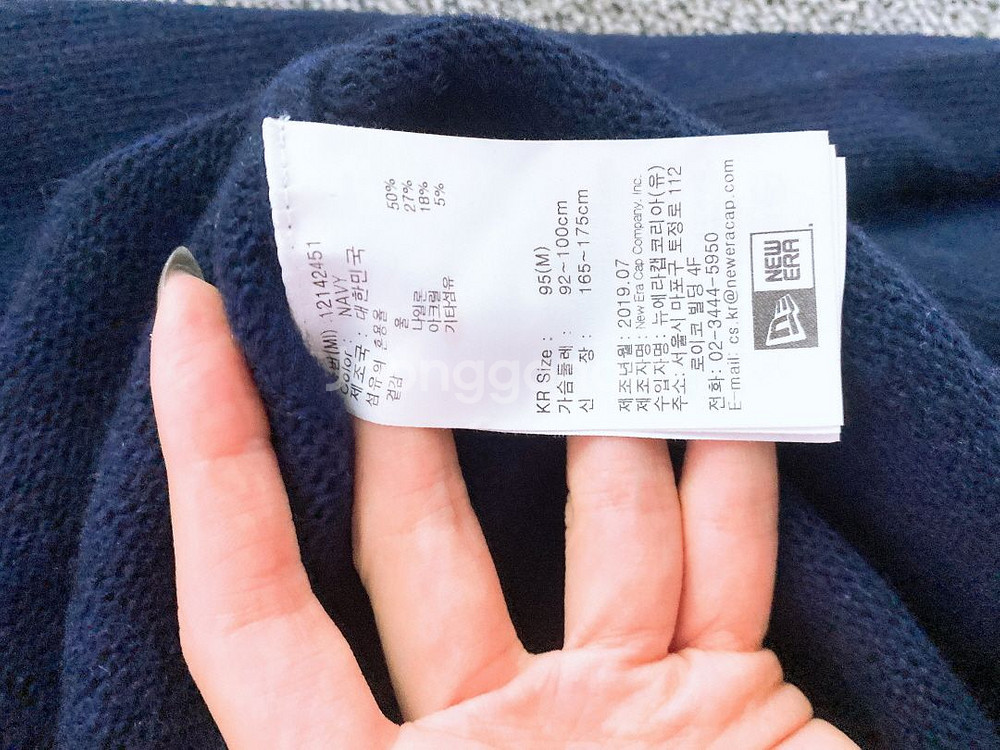 번(MI) 12142451
Color : NAVY
제조국 : 대한민국
섬유의 혼용율
겉감 울 50%
나일론 27%
아크릴 18%
기타섬유 5%
KR Size : 95(M)
가슴둘레 : 92~100cm
신 장 : 165~175cm
제조년월 : 2019.07
제조자명 : New Era Cap Company. Inc.
수입자명 : 뉴에라캡 코리아(유)
주소: 서울시 마포구 토정로 112
로이코 빌딩 4F
전화: 02-3444-5950
E-mail: cs.kr@neweracap.com
NEW
ERA